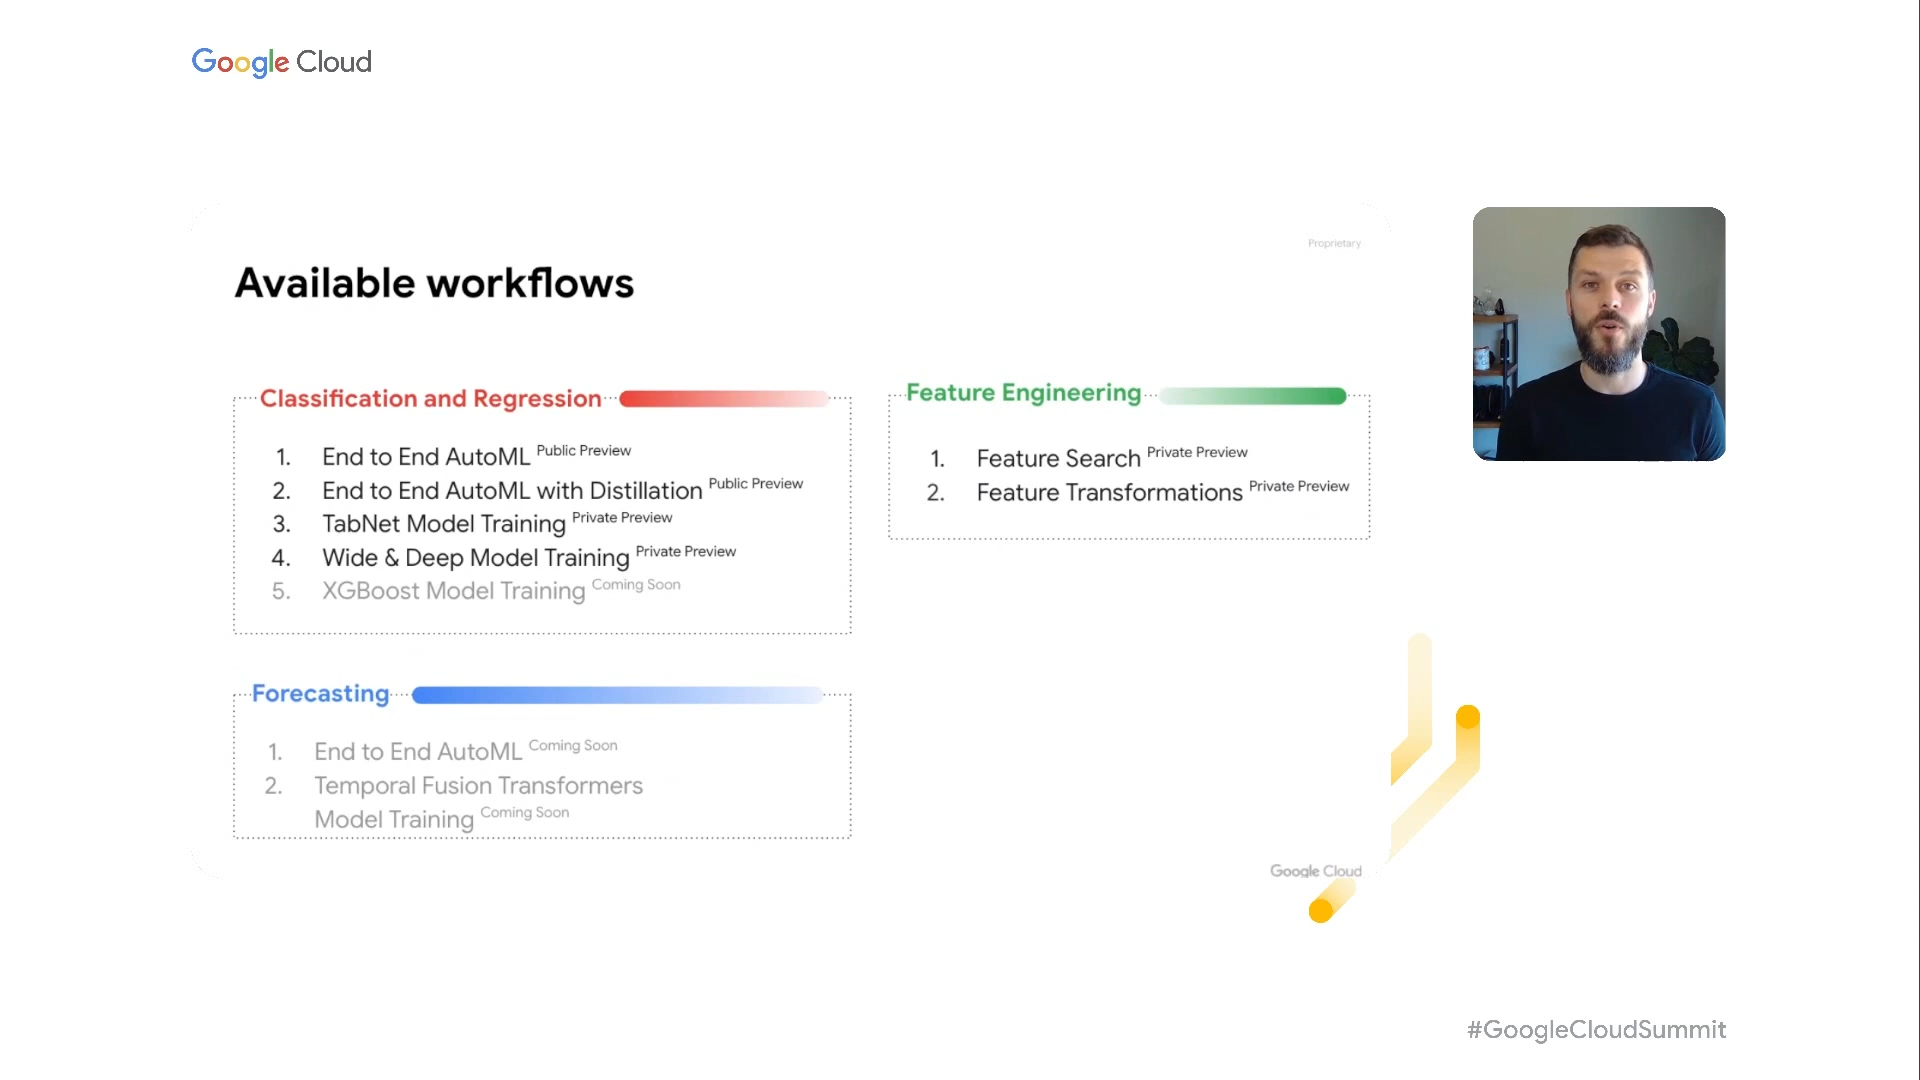 Google Cloud
Proprietary
Available workflows
Classification and Regression
1. End to End AutoML Public Preview
2. End to End AutoML with Distillation Public Preview
3. TabNet Model Training Private Preview
4. Wide & Deep Model Training Private Preview
5. XGBoost Model Training Coming Soon
Feature Engineering
1. Feature Search Private Preview
2. Feature Transformations Private Preview
Forecasting
1. End to End AutoML Coming Soon
2. Temporal Fusion Transformers
Model Training Coming Soon
Google Cloud
#GoogleCloudSummit